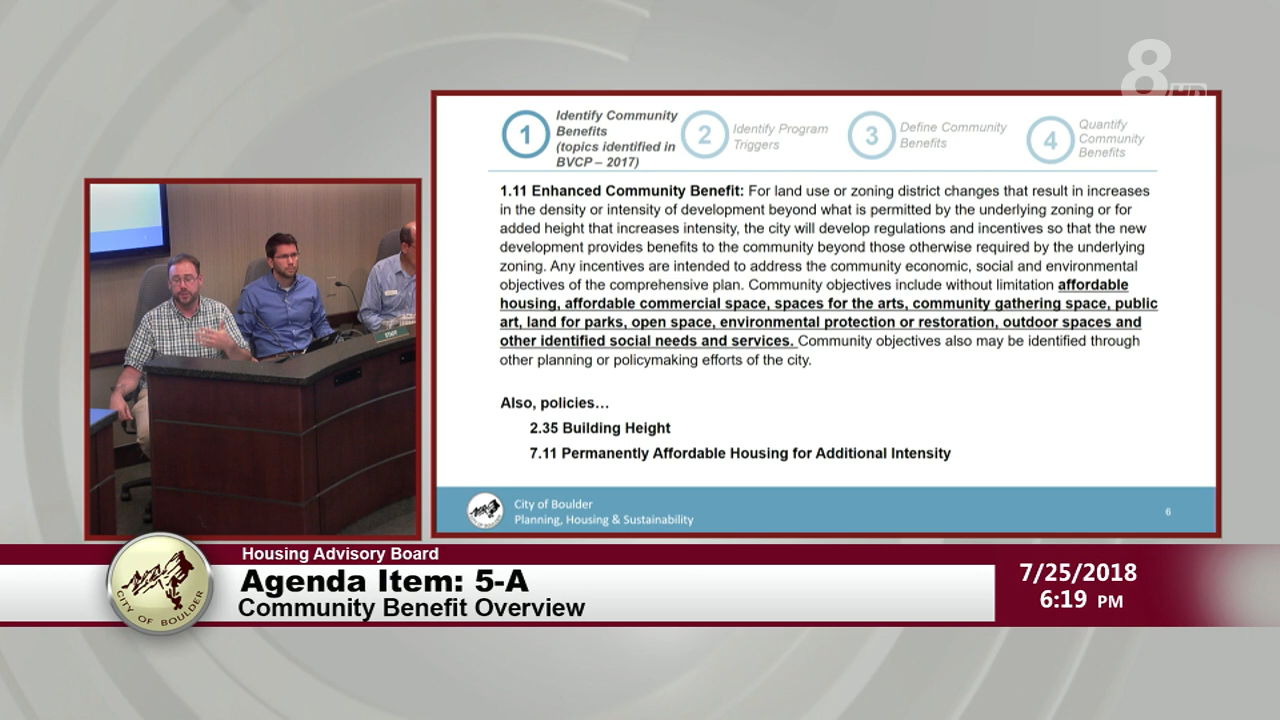 8
HD
1
Identify Community
Benefits
(topics identified in
BVCP – 2017)
2
Identify Program
Triggers
3
Define Community
Benefits
4
Quantify
Community
Benefits
1.11 Enhanced Community Benefit: For land use or zoning district changes that result in increases
in the density or intensity of development beyond what is permitted by the underlying zoning or for
added height that increases intensity, the city will develop regulations and incentives so that the new
development provides benefits to the community beyond those otherwise required by the underlying
zoning. Any incentives are intended to address the community economic, social and environmental
objectives of the comprehensive plan. Community objectives include without limitation affordable
housing, affordable commercial space, spaces for the arts, community gathering space, public
art, land for parks, open space, environmental protection or restoration, outdoor spaces and
other identified social needs and services. Community objectives also may be identified through
other planning or policymaking efforts of the city.
Also, policies…
2.35 Building Height
7.11 Permanently Affordable Housing for Additional Intensity
City of Boulder
Planning, Housing & Sustainability
6
Housing Advisory Board
Agenda Item: 5-A
Community Benefit Overview
7/25/2018
6:19 PM
CITY OF BOULDER